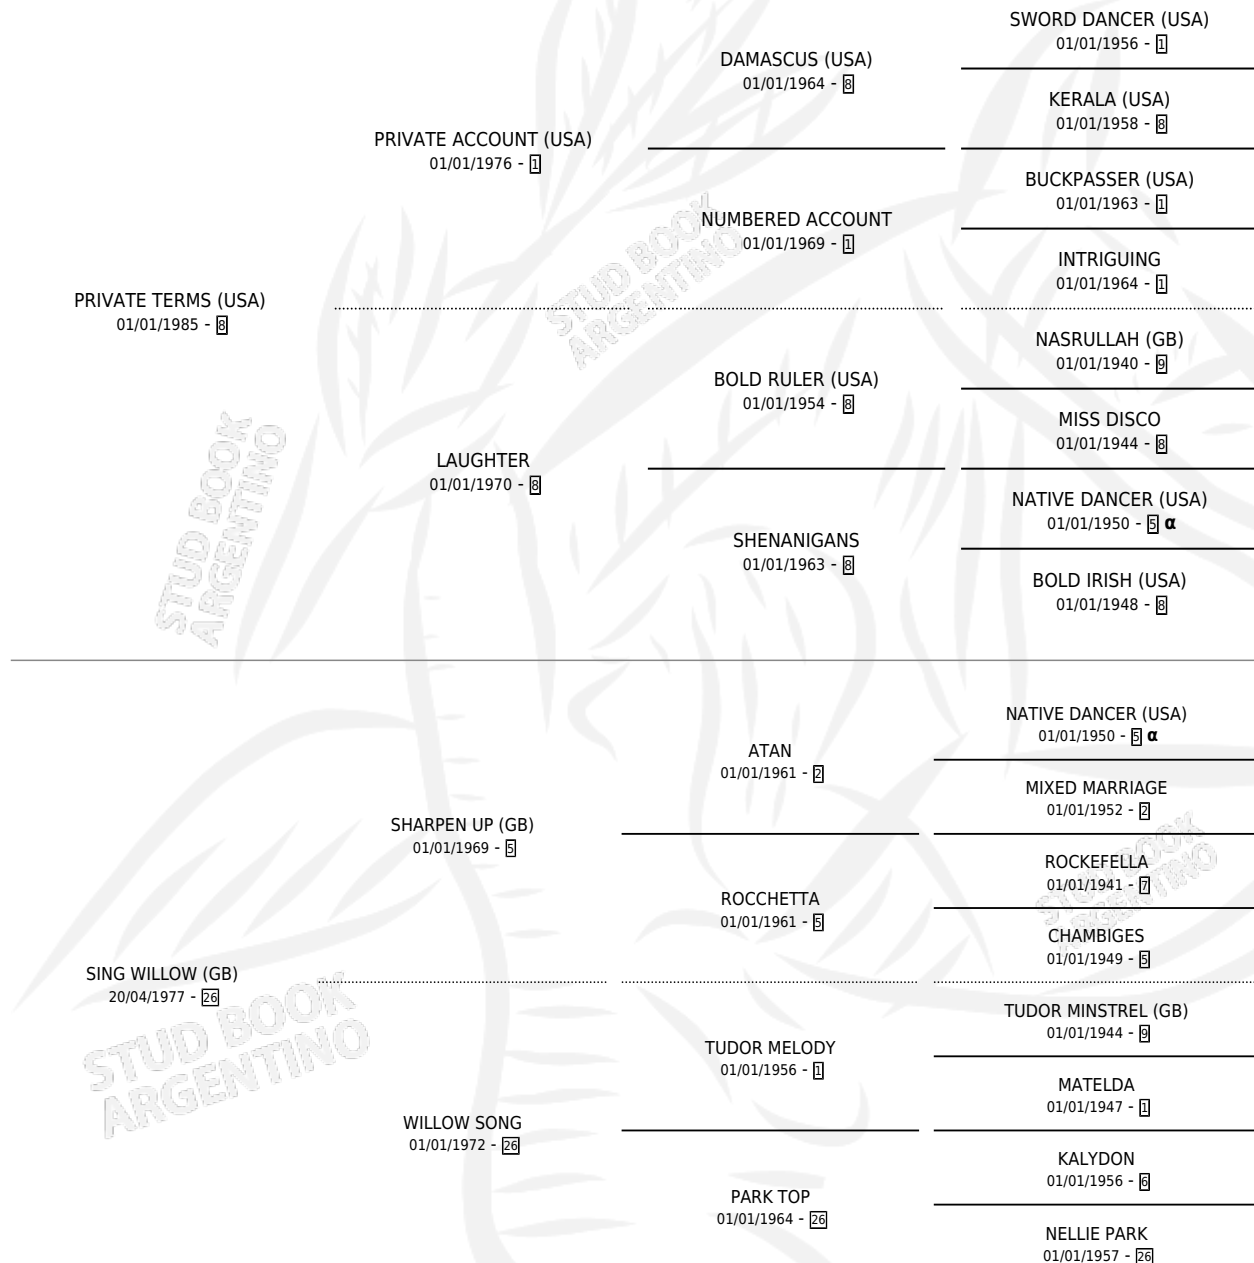 PRIVATE TERMS (USA)
01/01/1985 - 8
PRIVATE ACCOUNT (USA)
01/01/1976 - 1
DAMASCUS (USA)
01/01/1964 - 8
SWORD DANCER (USA)
01/01/1956 - 1
KERALA (USA)
01/01/1958 - 8
NUMBERED ACCOUNT
01/01/1969 - 1
BUCKPASSER (USA)
01/01/1963 - 1
INTRIGUING
01/01/1964 - 1
LAUGHTER
01/01/1970 - 8
BOLD RULER (USA)
01/01/1954 - 8
NASRULLAH (GB)
01/01/1940 - 9
MISS DISCO
01/01/1944 - 8
SHENANIGANS
01/01/1963 - 8
NATIVE DANCER (USA)
01/01/1950 - 5 α
BOLD IRISH (USA)
01/01/1948 - 8
SING WILLOW (GB)
20/04/1977 - 26
SHARPEN UP (GB)
01/01/1969 - 5
ATAN
01/01/1961 - 2
NATIVE DANCER (USA)
01/01/1950 - 5 α
MIXED MARRIAGE
01/01/1952 - 2
ROCCHETTA
01/01/1961 - 5
ROCKEFELLA
01/01/1941 - 7
CHAMBIGES
01/01/1949 - 5
WILLOW SONG
01/01/1972 - 26
TUDOR MELODY
01/01/1956 - 1
TUDOR MINSTREL (GB)
01/01/1944 - 9
MATELDA
01/01/1947 - 1
PARK TOP
01/01/1964 - 26
KALYDON
01/01/1956 - 6
NELLIE PARK
01/01/1957 - 26
STUD BOOK
ARGENTINO
STUD BOOK
ARGENTINO
STUD BOOK
ARGENTINO
STUD BOOK
ARGENTINO